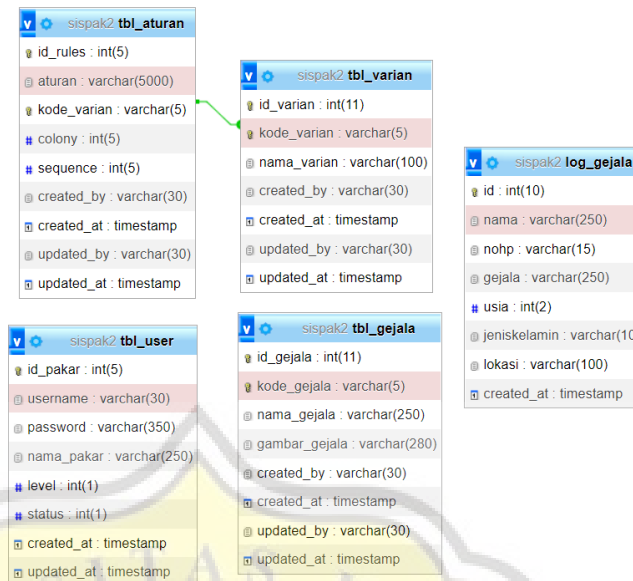 sispak2 tbl_aturan
id_rules : int(5)
aturan : varchar(5000)
kode_varian : varchar(5)
colony : int(5)
sequence : int(5)
created_by : varchar(30)
created_at : timestamp
updated_by : varchar(30)
updated_at : timestamp
sispak2 tbl_varian
id_varian : int(11)
kode_varian : varchar(5)
nama_varian : varchar(100)
created_by : varchar(30)
created_at : timestamp
updated_by : varchar(30)
updated_at : timestamp
sispak2 log_gejala
id : int(10)
nama : varchar(250)
nohp : varchar(15)
gejala : varchar(250)
usia : int(2)
jeniskelamin : varchar(10
lokasi : varchar(100)
created_at : timestamp
sispak2 tbl_user
id_pakar : int(5)
username : varchar(30)
password : varchar(350)
nama_pakar : varchar(250)
level : int(1)
status : int(1)
created_at : timestamp
updated_at : timestamp
sispak2 tbl_gejala
id_gejala : int(11)
kode_gejala : varchar(5)
nama_gejala : varchar(250)
gambar_gejala : varchar(280)
created_by : varchar(30)
created_at : timestamp
updated_by : varchar(30)
updated_at : timestamp